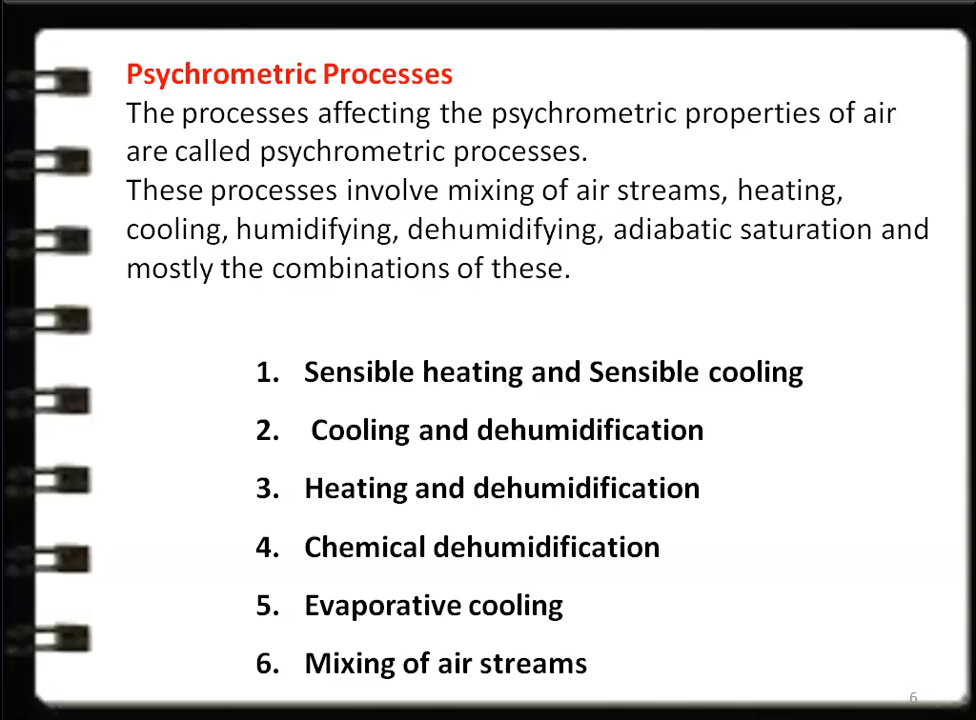 Psychrometric Processes
The processes affecting the psychrometric properties of air
are called psychrometric processes.
These processes involve mixing of air streams, heating,
cooling, humidifying, dehumidifying, adiabatic saturation and
mostly the combinations of these.
1. Sensible heating and Sensible cooling
2. Cooling and dehumidification
3. Heating and dehumidification
4. Chemical dehumidification
5. Evaporative cooling
6. Mixing of air streams
6